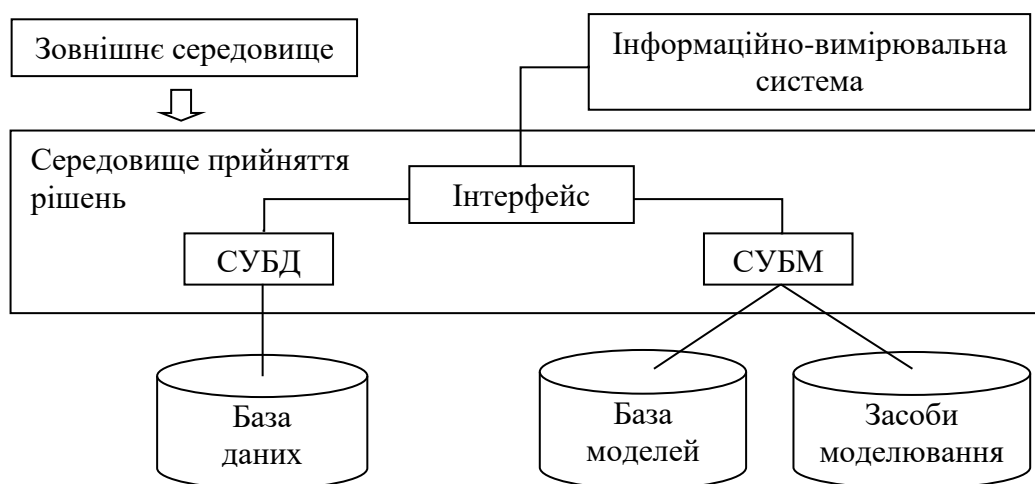 Зовнішнє середовище
Інформаційно-вимірювальна
система
Середовище прийняття
рішень
Інтерфейс
СУБД
СУБМ
База
даних
База
моделей
Засоби
моделювання